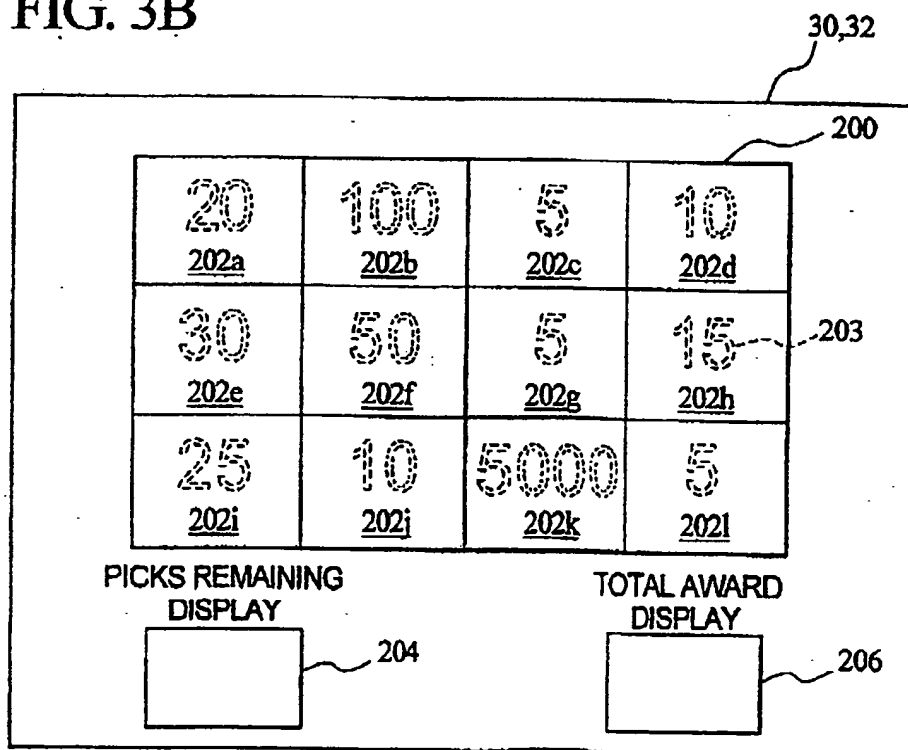 FIG. 3B
30,32
200
20 100 5 10
202a 202b 202c 202d
30 50 5 15 203
202e 202f 202g 202h
25 10 5000 5
202i 202j 202k 202l
PICKS REMAINING
DISPLAY
TOTAL AWARD
DISPLAY
204
206